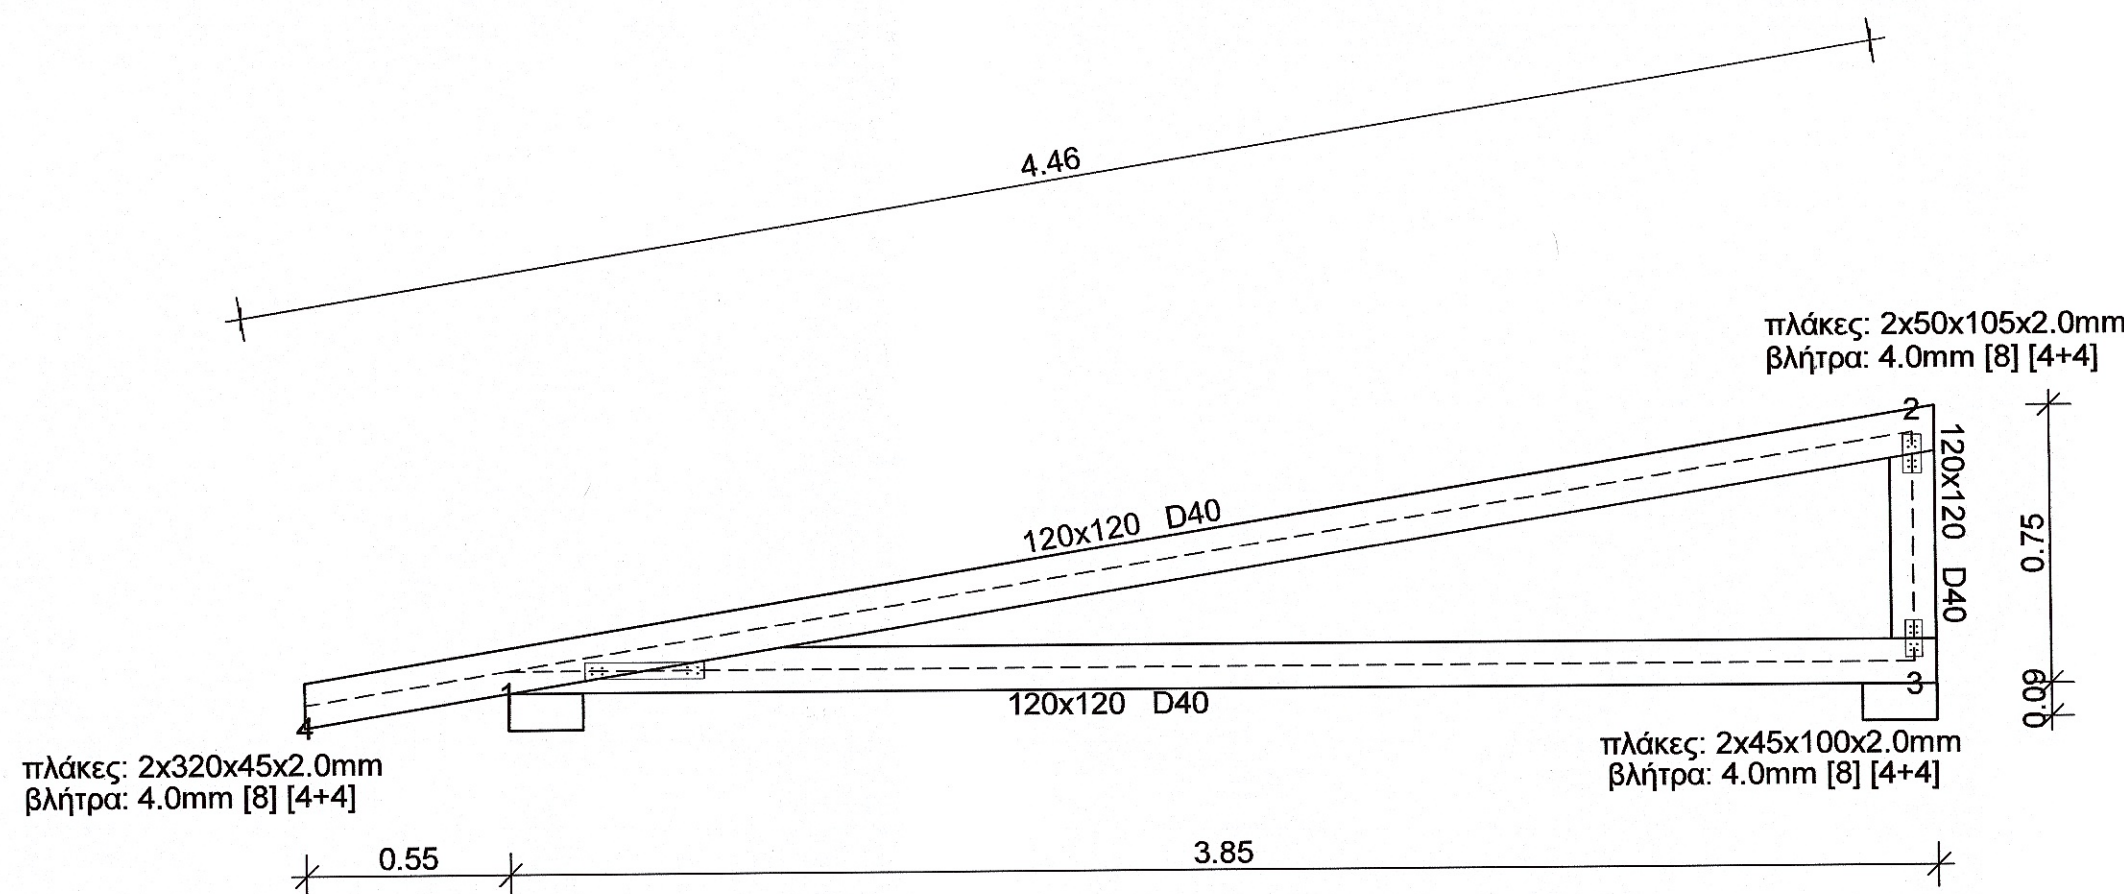 4.46
πλάκες: 2x50x105x2.0mm
βλήτρα: 4.0mm [8] [4+4]
2
120x120 D40
120x120 D40
0.75
1
120x120 D40
3
0.09
4
πλάκες: 2x320x45x2.0mm
βλήτρα: 4.0mm [8] [4+4]
πλάκες: 2x45x100x2.0mm
βλήτρα: 4.0mm [8] [4+4]
0.55
3.85